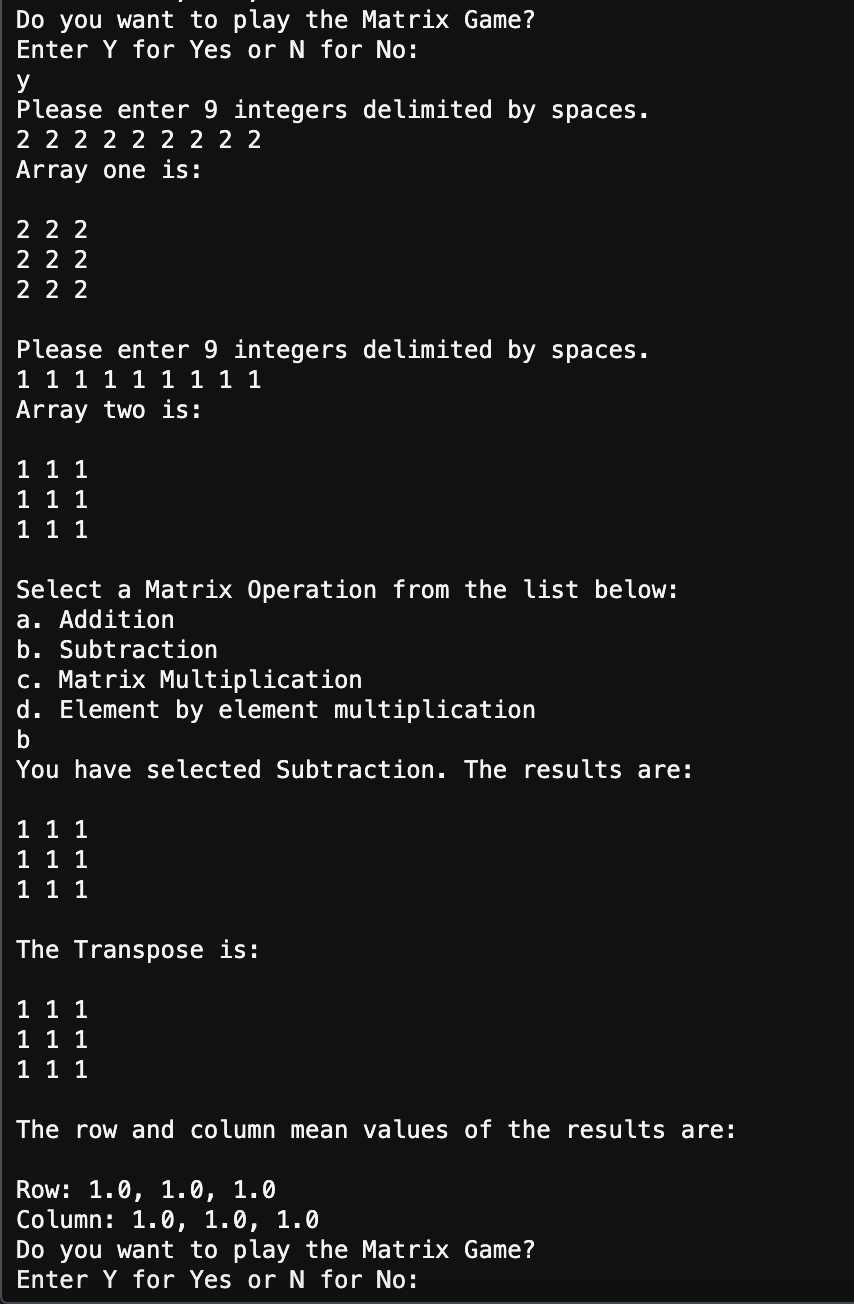 Do you want to play the Matrix Game?
Enter Y for Yes or N for No:
y
Please enter 9 integers delimited by spaces.
2 2 2 2 2 2 2 2 2
Array one is:

2 2 2
2 2 2
2 2 2

Please enter 9 integers delimited by spaces.
1 1 1 1 1 1 1 1 1
Array two is:

1 1 1
1 1 1
1 1 1

Select a Matrix Operation from the list below:
a. Addition
b. Subtraction
c. Matrix Multiplication
d. Element by element multiplication
b
You have selected Subtraction. The results are:

1 1 1
1 1 1
1 1 1

The Transpose is:

1 1 1
1 1 1
1 1 1

The row and column mean values of the results are:

Row: 1.0, 1.0, 1.0
Column: 1.0, 1.0, 1.0
Do you want to play the Matrix Game?
Enter Y for Yes or N for No: